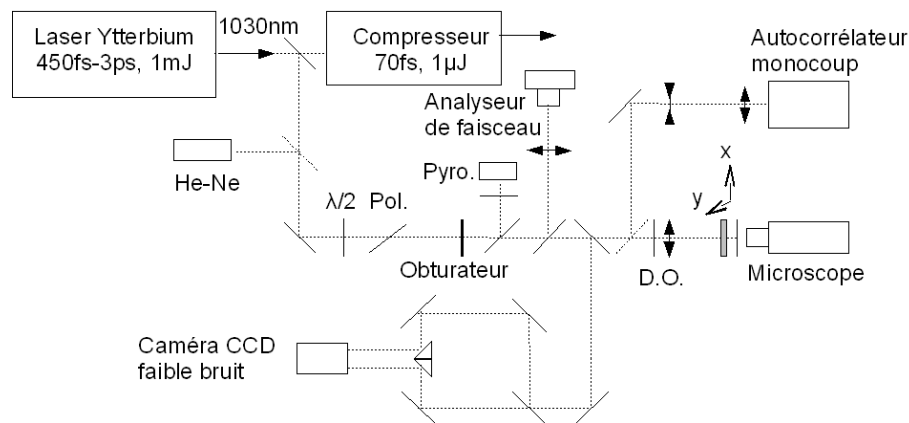 Laser Ytterbium
450fs-3ps, 1mJ
1030nm
Compresseur
70fs, 1µJ
Autocorrélateur
monocoup
Analyseur
de faisceau
He-Ne
Pyro.
λ/2
Pol.
Obturateur
x
y
D.O.
Microscope
Caméra CCD
faible bruit